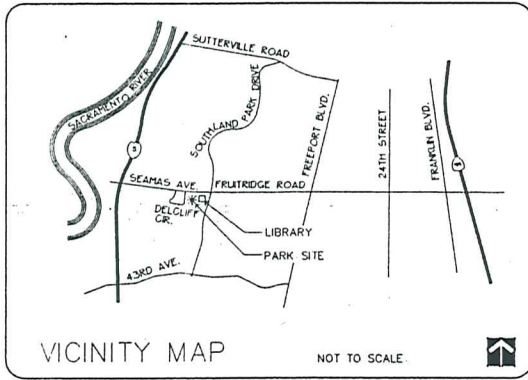 SUTTERVILLE ROAD
SACRAMENTO RIVER
SOUTHLAND PARK DRIVE
FREEPORT BLVD.
24TH STREET
FRANKLIN BLVD.
5
SEAMAS AVE. FRUITRIDGE ROAD
DELCLIFF
CIR.
LIBRARY
PARK SITE
43RD AVE.
VICINITY MAP
NOT TO SCALE